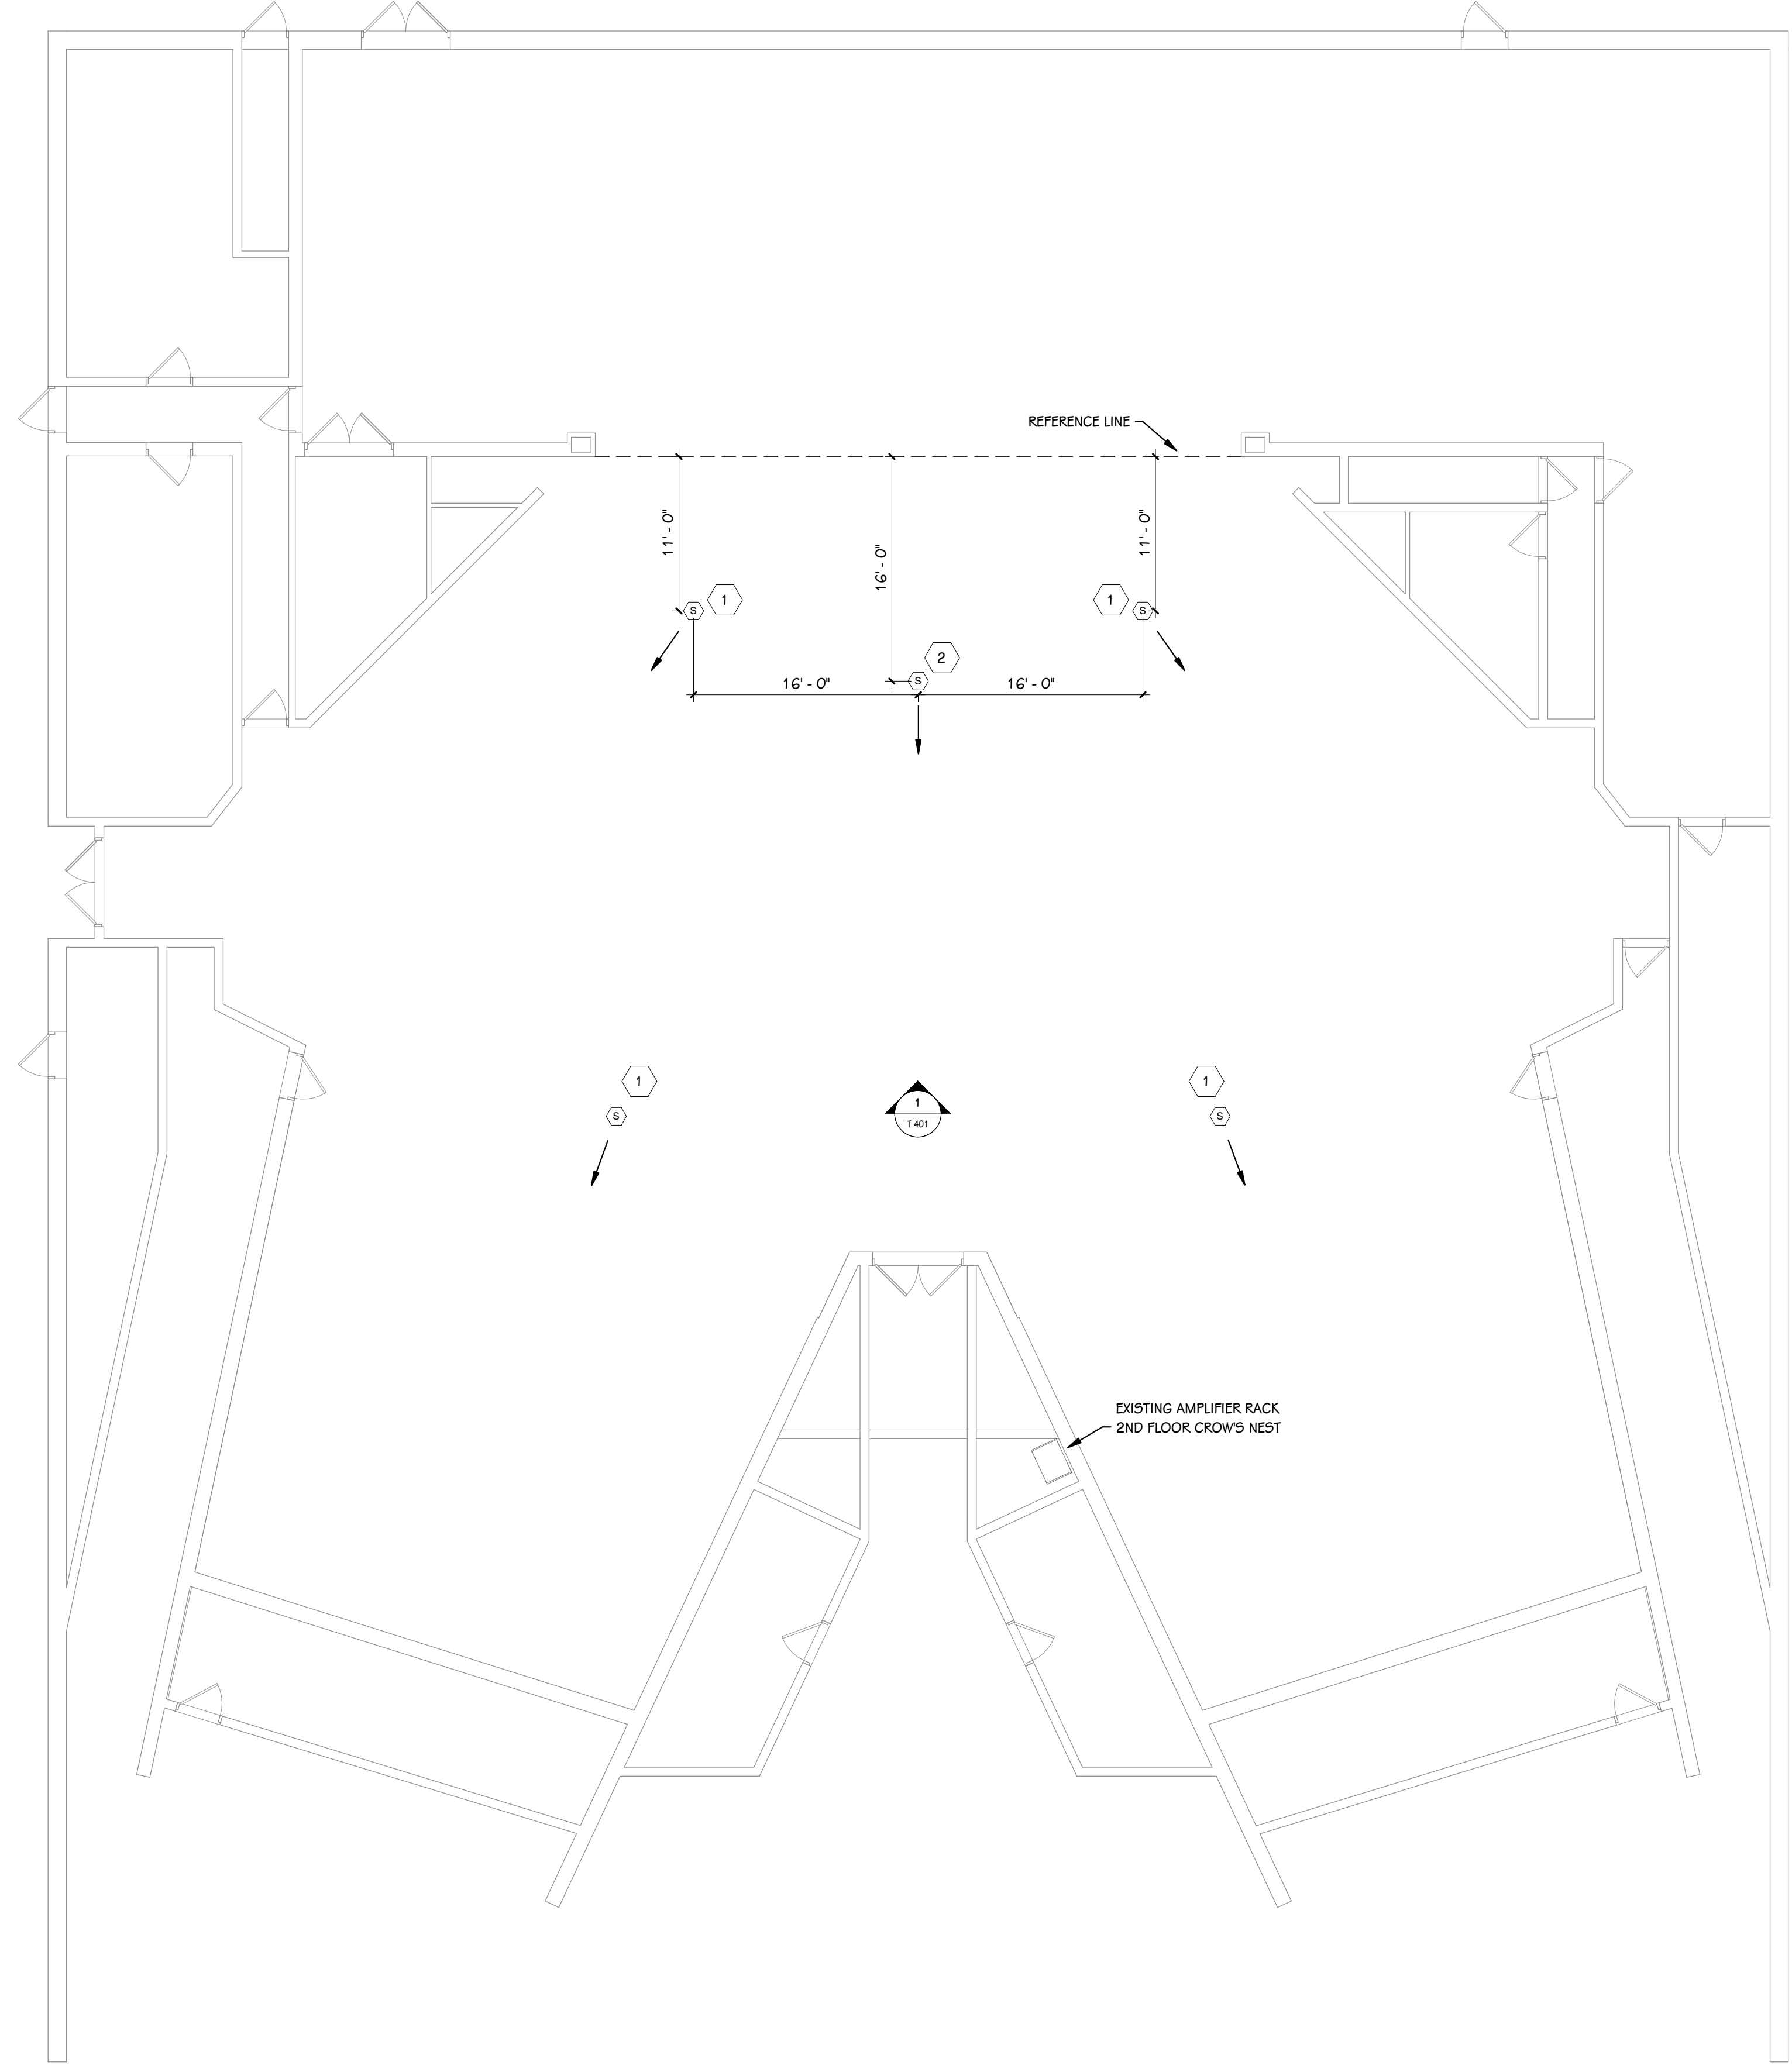 REFERENCE LINE
11' - 0"
16' - 0"
11' - 0"
1
1
S
S
2
S
16' - 0"
16' - 0"
1
1
S
S
1
T 401
EXISTING AMPLIFIER RACK
2ND FLOOR CROW'S NEST